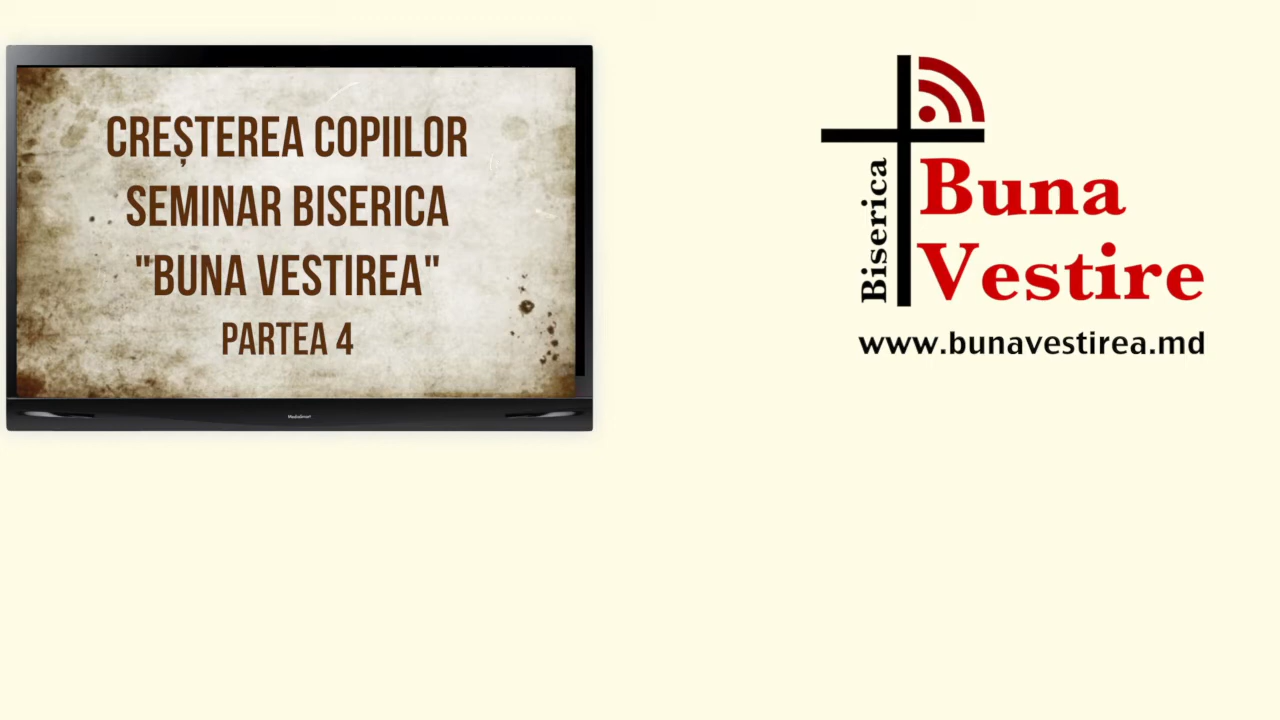 CREȘTEREA COPIILOR
SEMINAR BISERICA
"BUNA VESTIREA"
PARTEA 4
Biserica
Buna
Vestire
www.bunavestirea.md